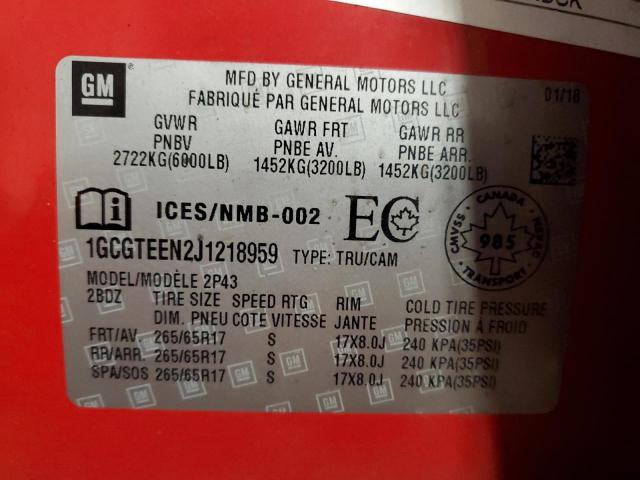 GM
MFD BY GENERAL MOTORS LLC
FABRIQUÉ PAR GENERAL MOTORS LLC
01/18
GVWR GAWR FRT GAWR RR
PNBV PNBE AV. PNBE ARR.
2722KG(6000LB) 1452KG(3200LB) 1452KG(3200LB)
ICES/NMB-002 EC
CANADA CMVSS NSVAC 985 TRANSPORT
1GCGTEEN2J1218959 TYPE: TRU/CAM
MODEL/MODÈLE 2P43
2BDZ TIRE SIZE SPEED RTG RIM COLD TIRE PRESSURE
DIM. PNEU COTE VITESSE JANTE PRESSION À FROID
FRT/AV. 265/65R17 S 17X8.0J 240 KPA(35PSI)
RR/ARR. 265/65R17 S 17X8.0J 240 KPA(35PSI)
SPA/SOS 265/65R17 S 17X8.0J 240 KPA(35PSI)